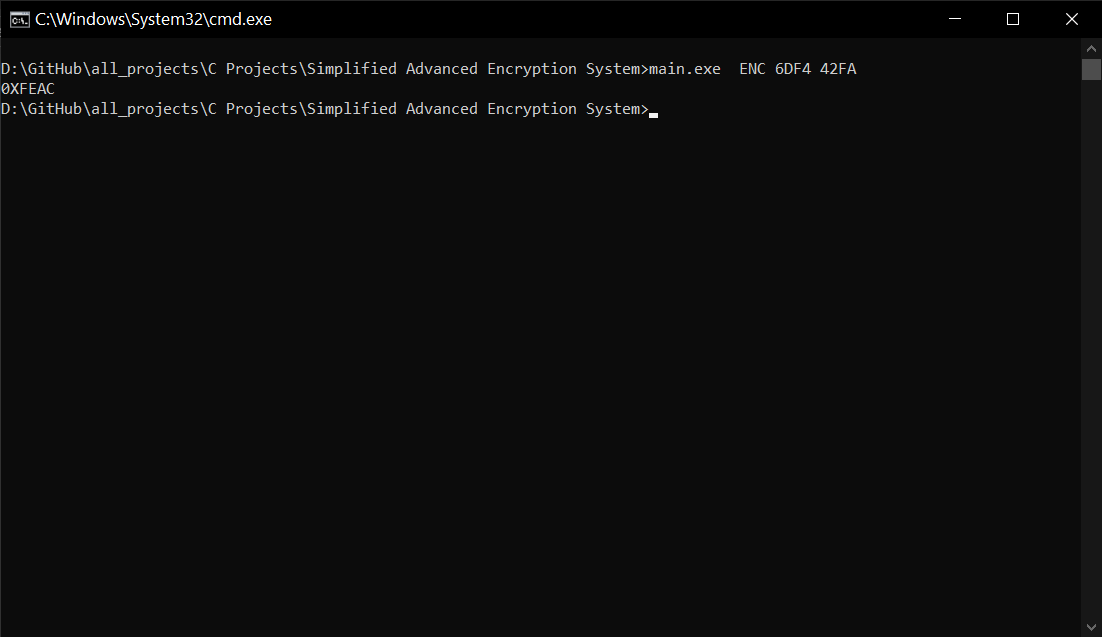 C:\Windows\System32\cmd.exe
D:\GitHub\all_projects\C Projects\Simplified Advanced Encryption System>main.exe  ENC 6DF4 42FA
0XFEAC
D:\GitHub\all_projects\C Projects\Simplified Advanced Encryption System>